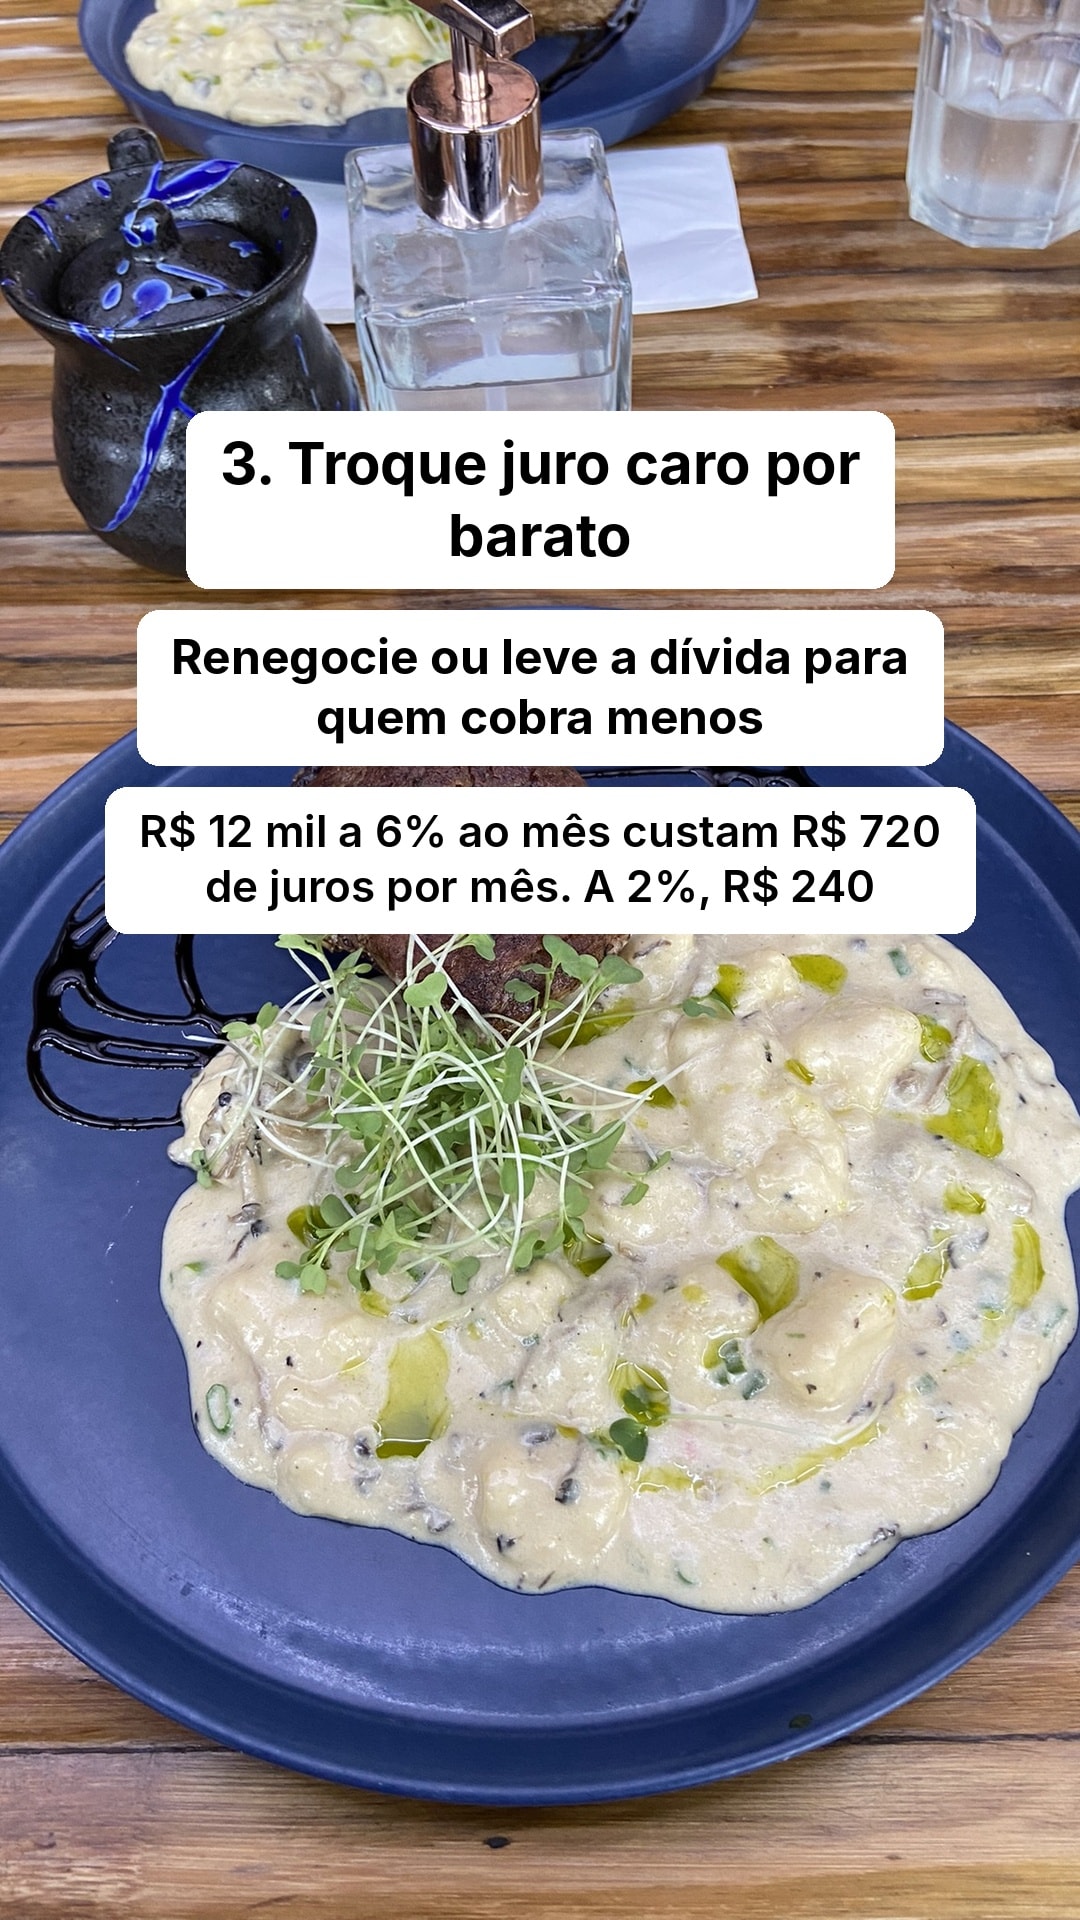 3. Troque juro caro por
barato
Renegocie ou leve a dívida para
quem cobra menos
R$ 12 mil a 6% ao mês custam R$ 720
de juros por mês. A 2%, R$ 240